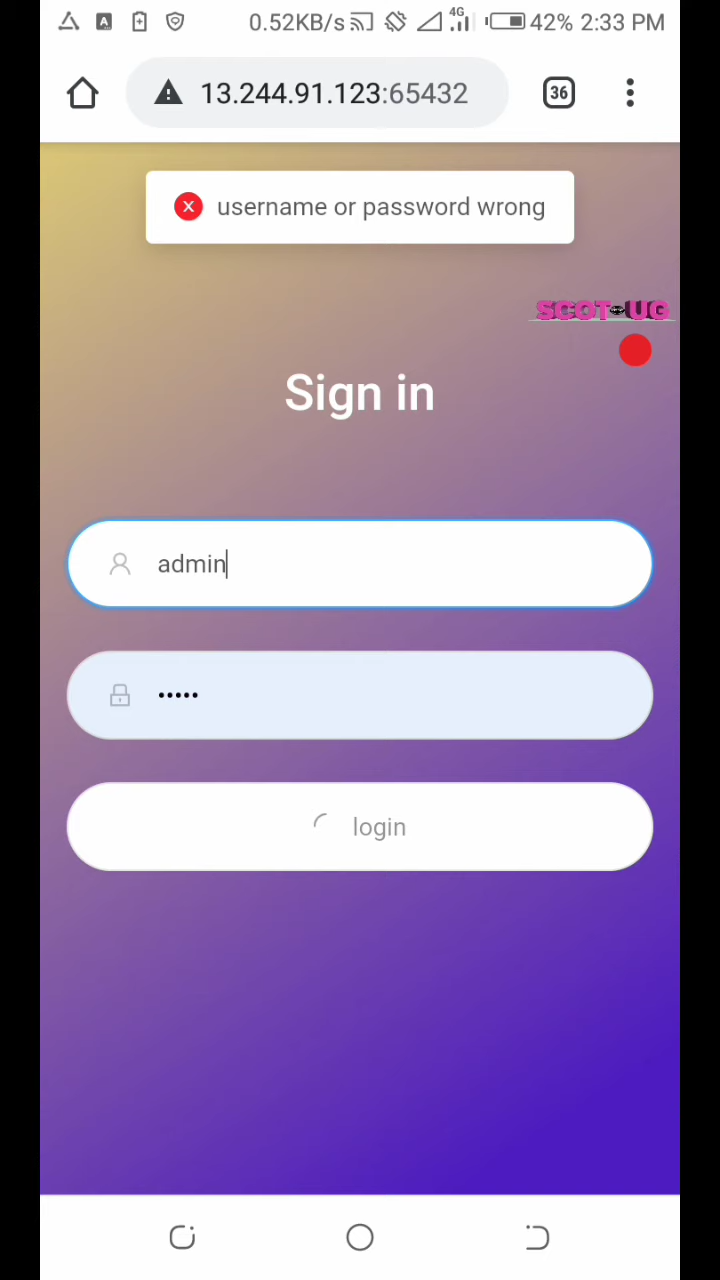 0.52KB/s 4G 42% 2:33 PM
13.244.91.123:65432 36
username or password wrong
SCOT UG
Sign in
admin
•••••
login